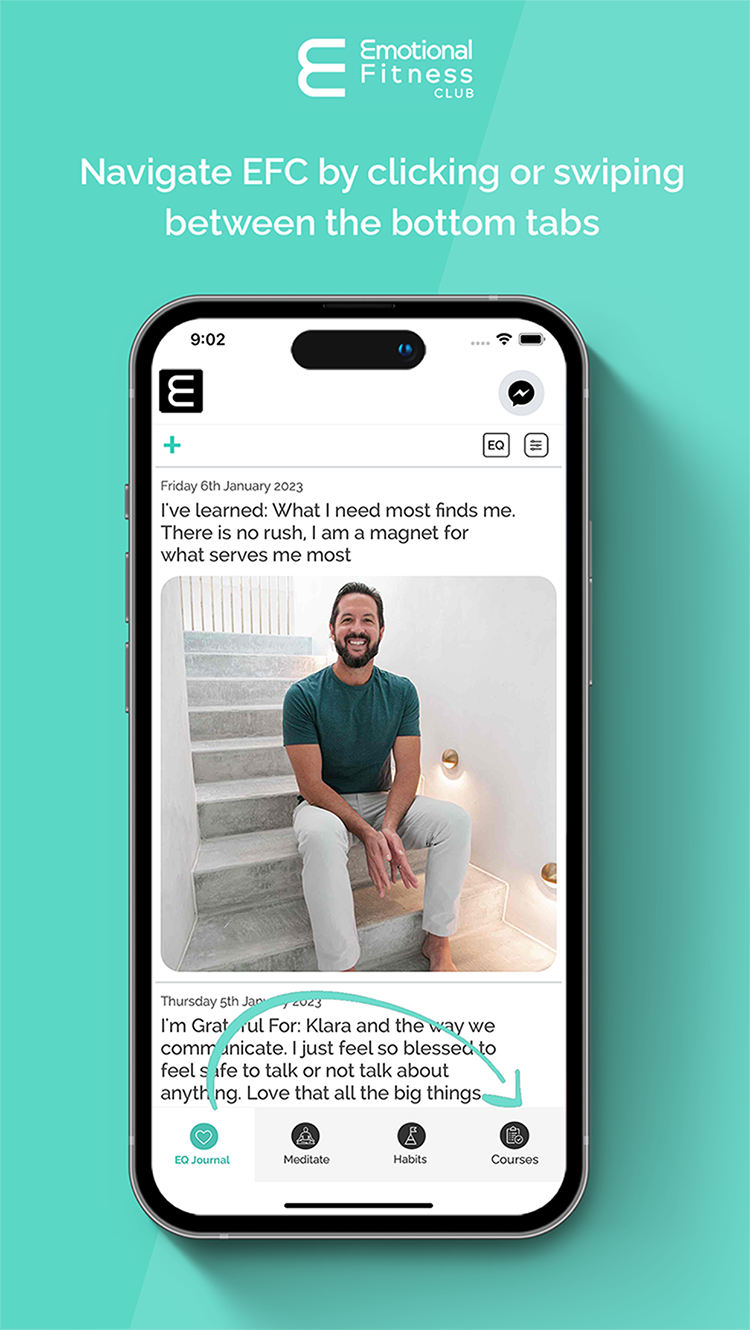 Emotional
Fitness
CLUB
Navigate EFC by clicking or swiping
between the bottom tabs
9:02
EQ
Friday 6th January 2023
I've learned: What I need most finds me.
There is no rush, I am a magnet for
what serves me most
Thursday 5th January 2023
I'm Grateful For: Klara and the way we
communicate. I just feel so blessed to
feel safe to talk or not talk about
anything. Love that all the big things
EQ Journal
Meditate
Habits
Courses